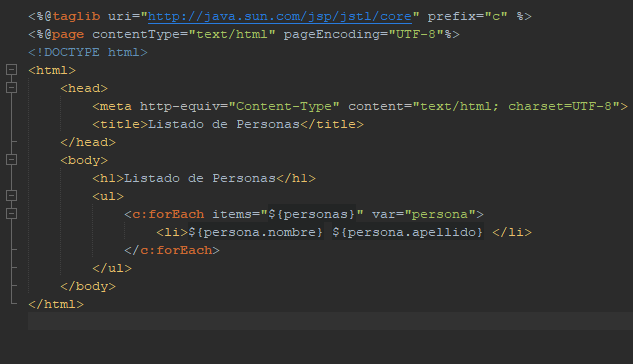 <%@taglib uri="http://java.sun.com/jsp/jstl/core" prefix="c" %>
<%@page contentType="text/html" pageEncoding="UTF-8"%>
<!DOCTYPE html>
<html>
    <head>
        <meta http-equiv="Content-Type" content="text/html; charset=UTF-8">
        <title>Listado de Personas</title>
    </head>
    <body>
        <h1>Listado de Personas</h1>
        <ul>
            <c:forEach items="${personas}" var="persona">
                <li>${persona.nombre} ${persona.apellido} </li>
            </c:forEach>
        </ul>
    </body>
</html>